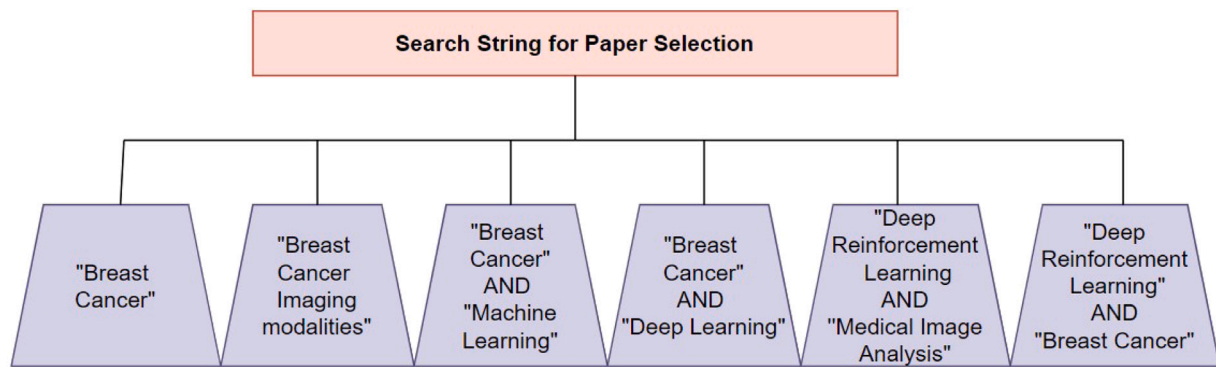 Search String for Paper Selection
"Breast
Cancer"
"Breast
Cancer
Imaging
modalities"
"Breast
Cancer"
AND
"Machine
Learning"
"Breast
Cancer"
AND
"Deep Learning"
"Deep
Reinforcement
Learning
AND
"Medical Image
Analysis"
"Deep
Reinforcement
Learning"
AND
"Breast Cancer"